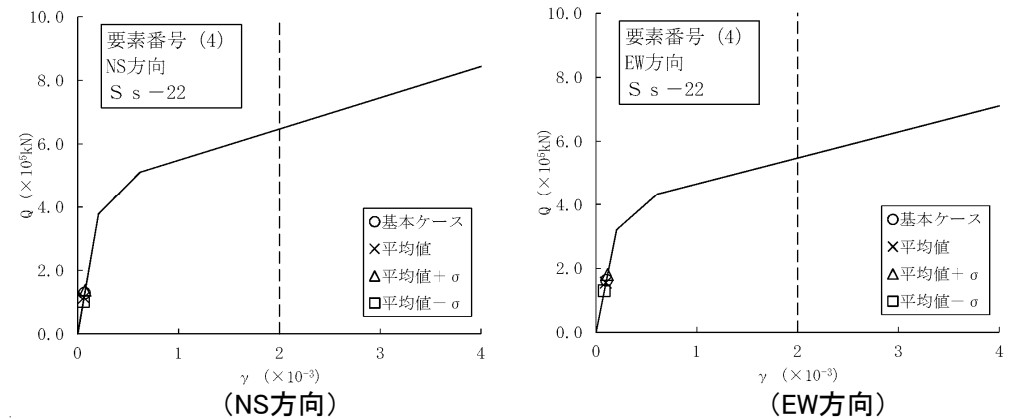 10.0
8.0
6.0
4.0
2.0
0.0
Q (×10⁵kN)
要素番号 (4)
NS方向
Ｓｓ－22
基本ケース
平均値
平均値＋σ
平均値－σ
0 1 2 3 4
γ (×10⁻³)
(NS方向)
10.0
8.0
6.0
4.0
2.0
0.0
Q (×10⁵kN)
要素番号 (4)
EW方向
Ｓｓ－22
基本ケース
平均値
平均値＋σ
平均値－σ
0 1 2 3 4
γ (×10⁻³)
(EW方向)